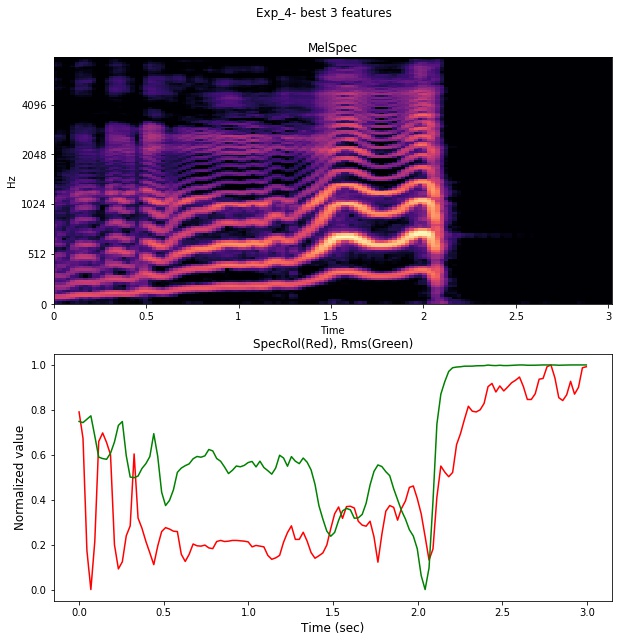 Exp_4- best 3 features
MelSpec
4096
2048
1024
512
0
Hz
0 0.5 1 1.5 2 2.5 3
Time
SpecRol(Red), Rms(Green)
1.0
0.8
0.6
0.4
0.2
0.0
Normalized value
0.0 0.5 1.0 1.5 2.0 2.5 3.0
Time (sec)